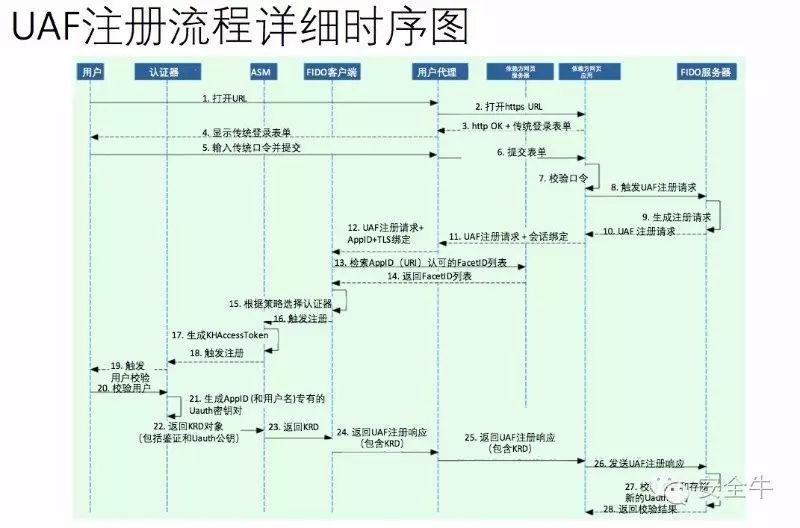 UAF注册流程详细时序图
用户
认证器
ASM
FIDO客户端
用户代理
依赖方网页
服务器
依赖方网页
应用
FIDO服务器
1. 打开URL
2. 打开https URL
3. http OK + 传统登录表单
4. 显示传统登录表单
5. 输入传统口令并提交
6. 提交表单
7. 校验口令
8. 触发UAF注册请求
9. 生成注册请求
10. UAF 注册请求
11. UAF注册请求 + 会话绑定
12. UAF注册请求+
AppID+TLS绑定
13. 检索AppID（URI）认可的FacetID列表
14. 返回FacetID列表
15. 根据策略选择认证器
16. 触发注册
17. 生成KHAccessToken
18. 触发注册
19. 触发
用户校验
20. 校验用户
21. 生成AppID (和用户名)专有的
Uauth密钥对
22. 返回KRD对象
(包括鉴证和Uauth公钥)
23. 返回KRD
24. 返回UAF注册响应
(包含KRD)
25. 返回UAF注册响应
(包含KRD)
26. 发送UAF注册响应
27. 校 和存储
新的Uauth
28. 返回校验结果
安全牛